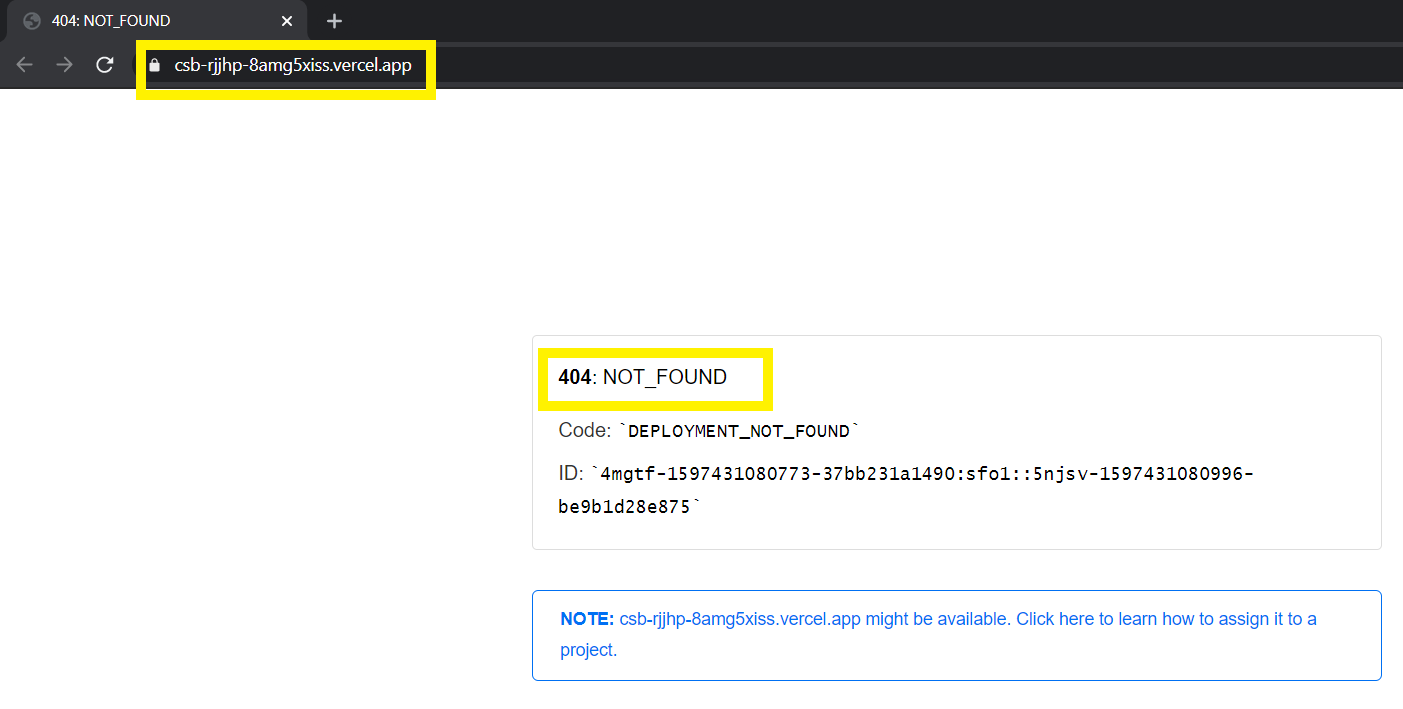 404: NOT_FOUND
csb-rjjhp-8amg5xiss.vercel.app
404: NOT_FOUND
Code: `DEPLOYMENT_NOT_FOUND`
ID: `4mgtf-1597431080773-37bb231a1490:sfo1::5njsv-1597431080996-
be9b1d28e875`
NOTE: csb-rjjhp-8amg5xiss.vercel.app might be available. Click here to learn how to assign it to a
project.